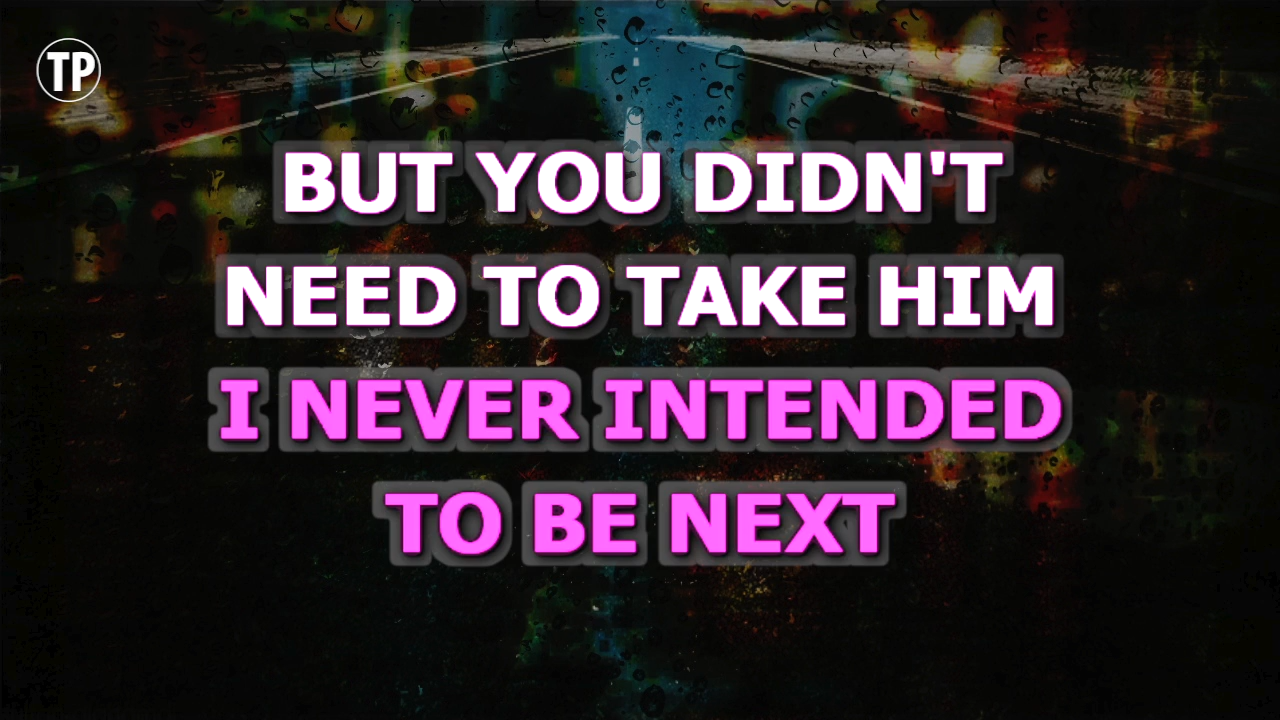 TP
BUT YOU DIDN'T
NEED TO TAKE HIM
I NEVER INTENDED
TO BE NEXT